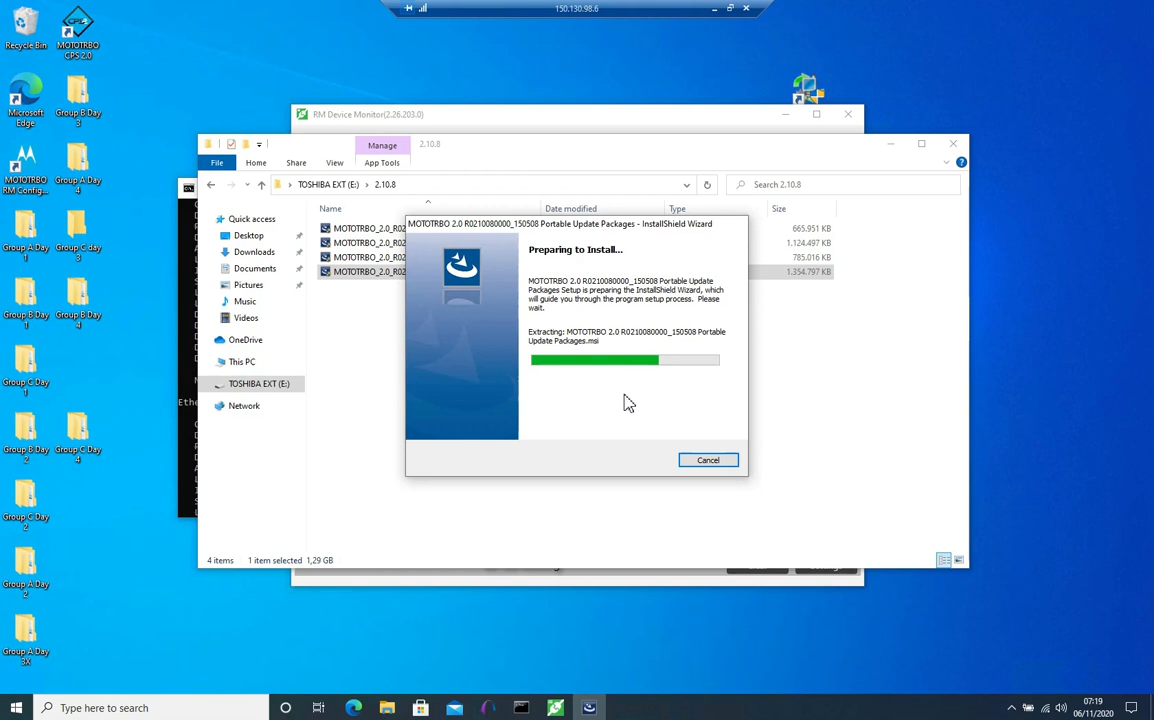 150.130.98.6
Recycle Bin
MOTOTRBO
CPS 2.0
Microsoft
Edge
Group B Day
3
MOTOTRBO
RM Config...
Group A Day
4
Group A Day
1
Group C day
3
Group B Day
1
Group B Day
4
Group C Day
1
Group B Day
2
Group C Day
4
Group C Day
2
Group A Day
2
Group A Day
3X
RM Device Monitor(2.26.203.0)
Manage
2.10.8
File
Home
Share
View
App Tools
TOSHIBA EXT (E:)
2.10.8
Search 2.10.8
Name
Date modified
Type
Size
Quick access
Desktop
Downloads
Documents
Pictures
Music
Videos
OneDrive
This PC
TOSHIBA EXT (E:)
Network
MOTOTRBO_2.0_R02
665.951 KB
MOTOTRBO_2.0_R02
1.124.497 KB
MOTOTRBO_2.0_R02
785.016 KB
MOTOTRBO_2.0_R02
1.354.797 KB
MOTOTRBO 2.0 R0210080000_150508 Portable Update Packages - InstallShield Wizard
Preparing to Install...
MOTOTRBO 2.0 R0210080000_150508 Portable Update
Packages Setup is preparing the InstallShield Wizard, which
will guide you through the program setup process. Please
wait.
Extracting: MOTOTRBO 2.0 R0210080000_150508 Portable
Update Packages.msi
Cancel
4 items
1 item selected 1,29 GB
Type here to search
07:19
06/11/2020